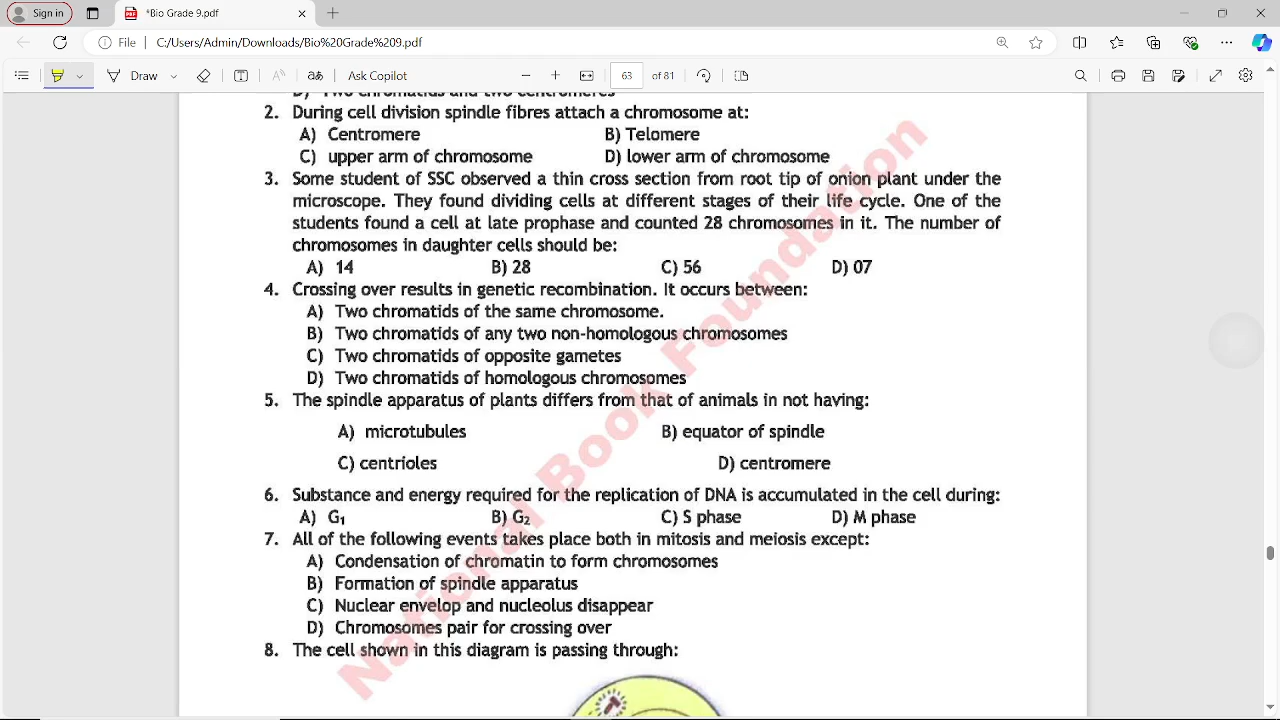 Sign in
*Bio Grade 9.pdf
File C:/Users/Admin/Downloads/Bio%20Grade%209.pdf
Draw Ask Copilot 63 of 81
D) Two chromatids and two centromeres
2. During cell division spindle fibres attach a chromosome at:
A) Centromere B) Telomere
C) upper arm of chromosome D) lower arm of chromosome
3. Some student of SSC observed a thin cross section from root tip of onion plant under the
microscope. They found dividing cells at different stages of their life cycle. One of the
students found a cell at late prophase and counted 28 chromosomes in it. The number of
chromosomes in daughter cells should be:
A) 14 B) 28 C) 56 D) 07
4. Crossing over results in genetic recombination. It occurs between:
A) Two chromatids of the same chromosome.
B) Two chromatids of any two non-homologous chromosomes
C) Two chromatids of opposite gametes
D) Two chromatids of homologous chromosomes
5. The spindle apparatus of plants differs from that of animals in not having:
A) microtubules B) equator of spindle
C) centrioles D) centromere
6. Substance and energy required for the replication of DNA is accumulated in the cell during:
A) G₁ B) G₂ C) S phase D) M phase
7. All of the following events takes place both in mitosis and meiosis except:
A) Condensation of chromatin to form chromosomes
B) Formation of spindle apparatus
C) Nuclear envelop and nucleolus disappear
D) Chromosomes pair for crossing over
8. The cell shown in this diagram is passing through:
National Book Foundation